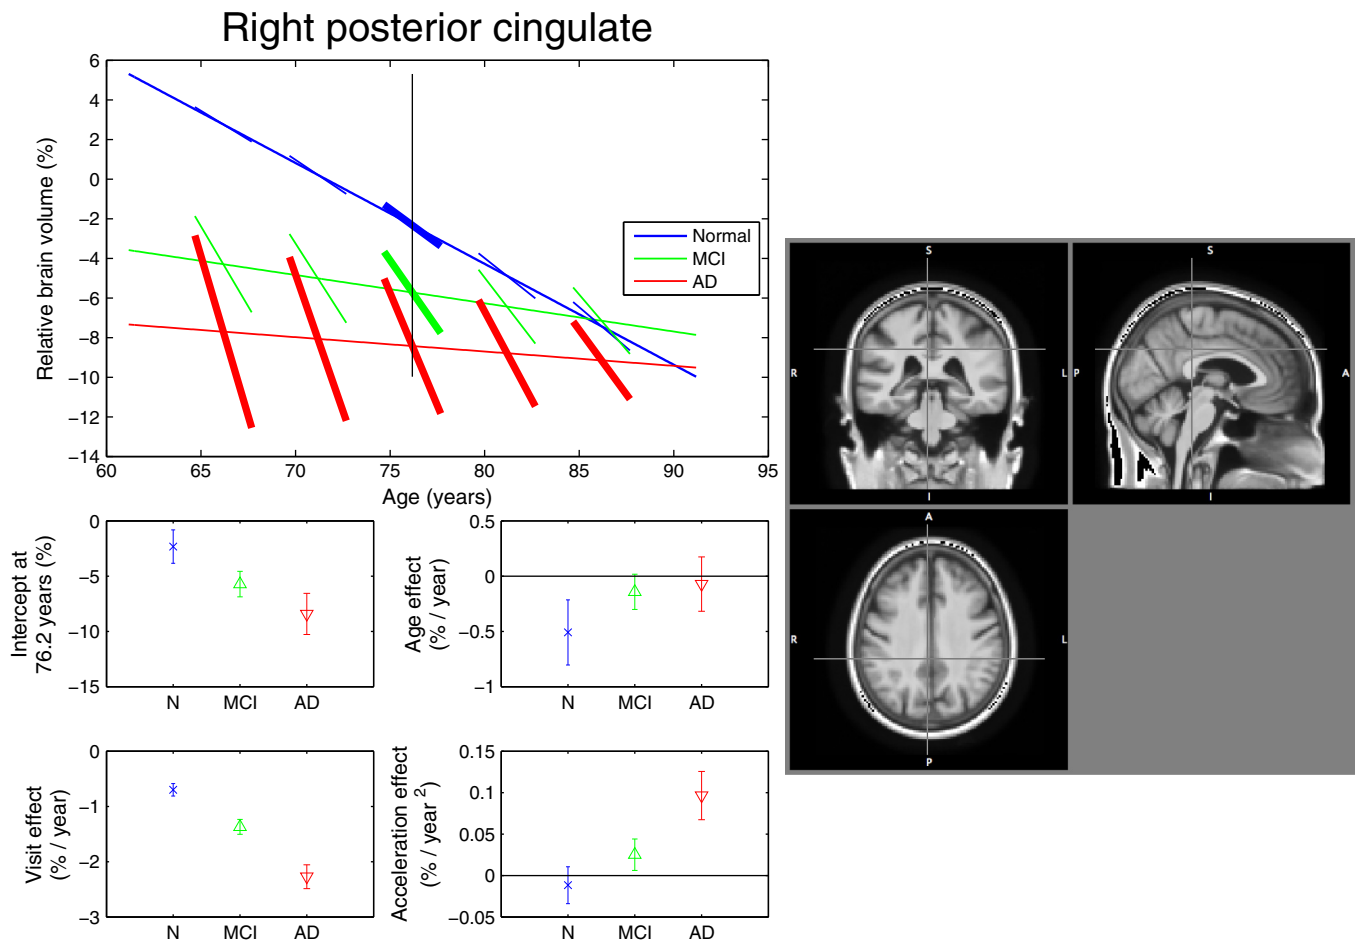 Right posterior cingulate
6
4
2
0
−2
−4
−6
−8
−10
−12
−14
Relative brain volume (%)
60 65 70 75 80 85 90 95
Age (years)
Normal
MCI
AD
0
−5
−10
−15
Intercept at
76.2 years (%)
N MCI AD
0.5
0
−0.5
−1
Age effect
(% / year)
N MCI AD
0
−1
−2
−3
Visit effect
(% / year)
N MCI AD
0.15
0.1
0.05
0
−0.05
Acceleration effect
(% / year 2)
N MCI AD
S
R L
I
S
P A
I
A
R L
P